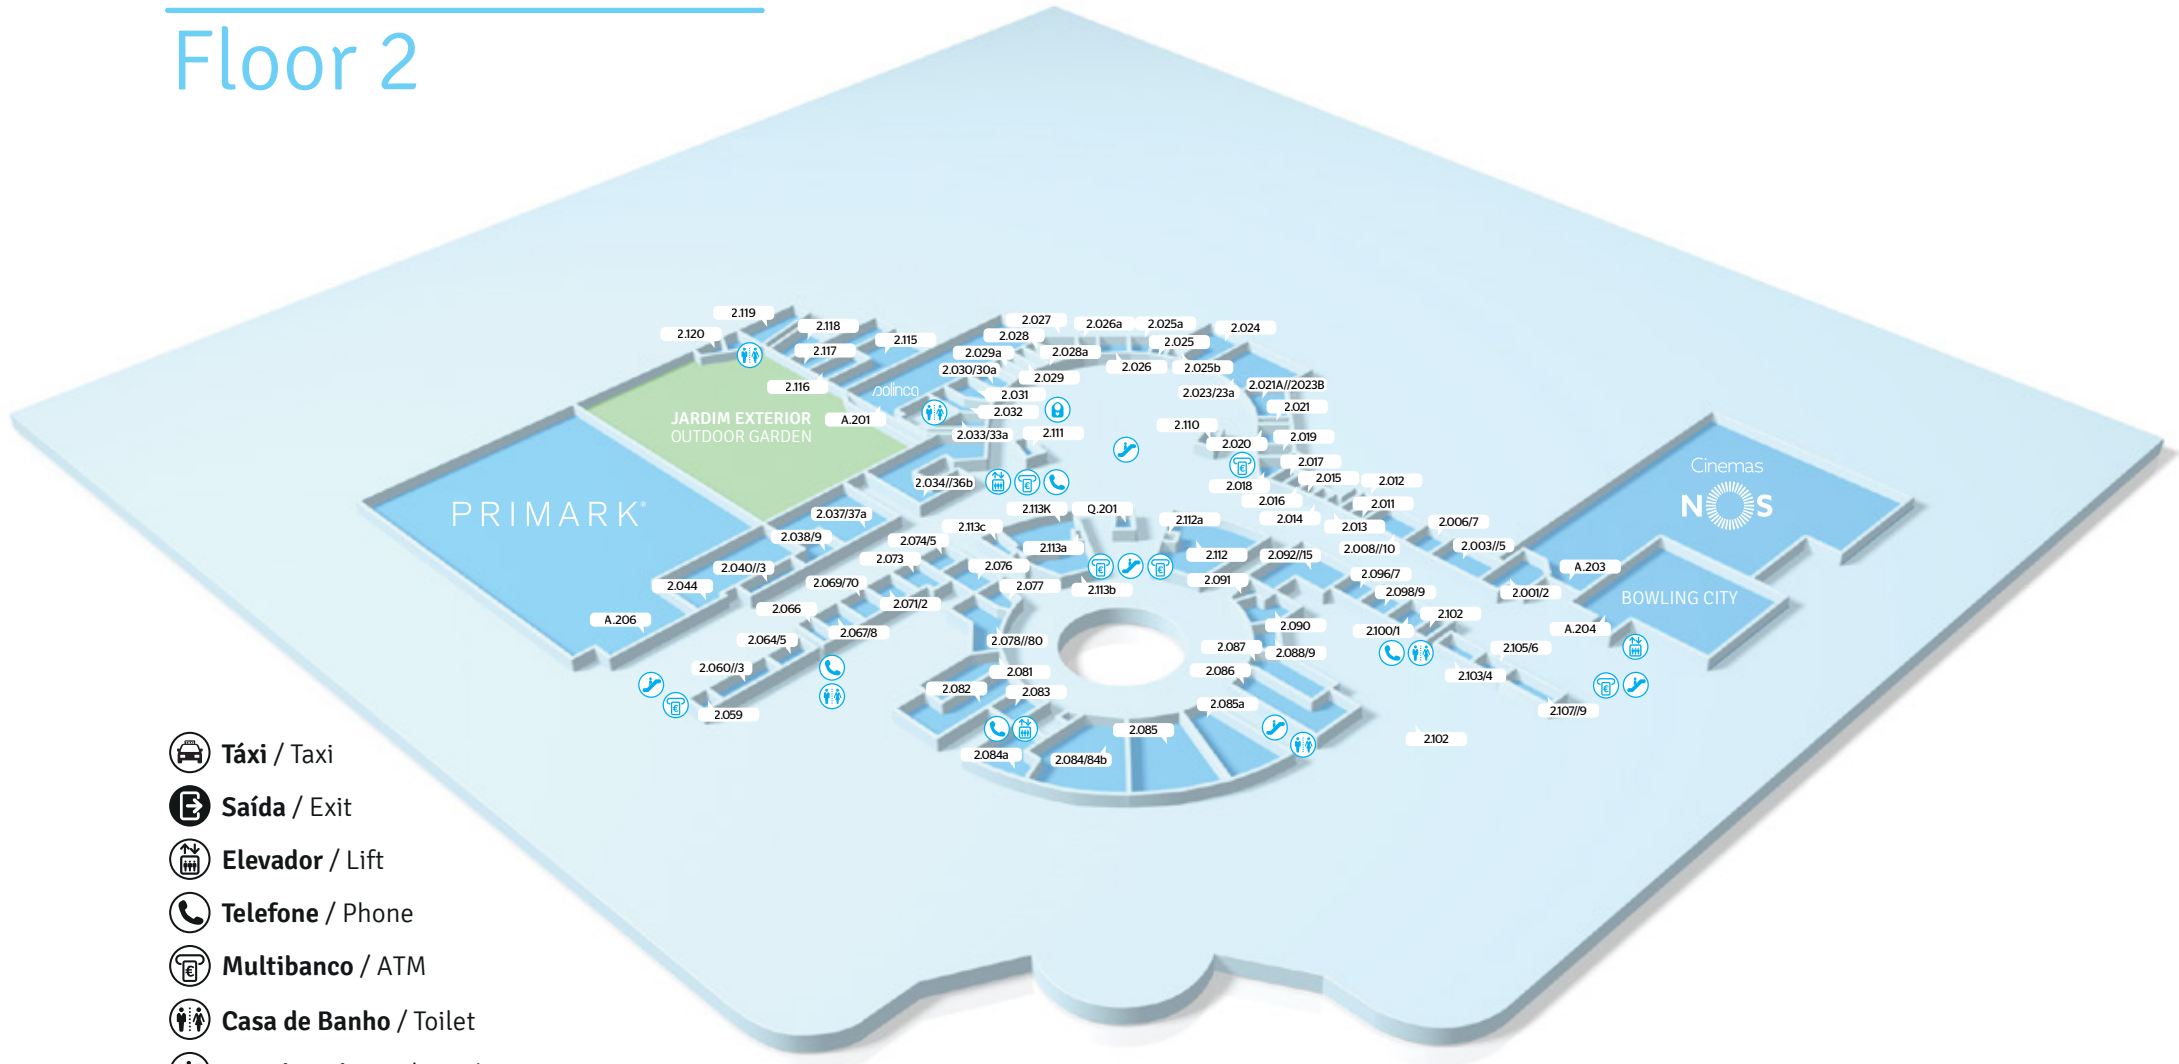 Floor 2
2.119
2.120
2.118
2.117
2.115
2.116
A.201
solinca
JARDIM EXTERIOR
OUTDOOR GARDEN
PRIMARK®
2.027
2.026a
2.025a
2.024
2.028
2.025
2.029a
2.028a
2.030/30a
2.026
2.025b
2.029
2.021A//2023B
2.031
2.023/23a
2.032
2.021
2.033/33a
2.111
2.110
2.020
2.019
2.017
2.034//36b
2.018
2.015
2.012
2.016
2.011
2.113K
Q.201
2.014
2.013
2.037/37a
2.113c
2.112a
2.006/7
2.038/9
2.074/5
2.113a
2.112
2.092//15
2.008//10
2.003//5
2.073
2.076
2.040//3
2.069/70
2.077
2.113b
2.091
2.096/7
2.098/9
2.001/2
A.203
2.044
2.071/2
2.066
A.206
2.067/8
2.064/5
2.078//80
2.090
2.087
2.088/9
2.100/1
2.102
2.105/6
A.204
Cinemas
NOS
BOWLING CITY
2.060//3
2.081
2.086
2.103/4
2.082
2.083
2.059
2.085a
2.107//9
2.085
2.102
2.084a
2.084/84b
Táxi / Taxi
Saída / Exit
Elevador / Lift
Telefone / Phone
Multibanco / ATM
Casa de Banho / Toilet